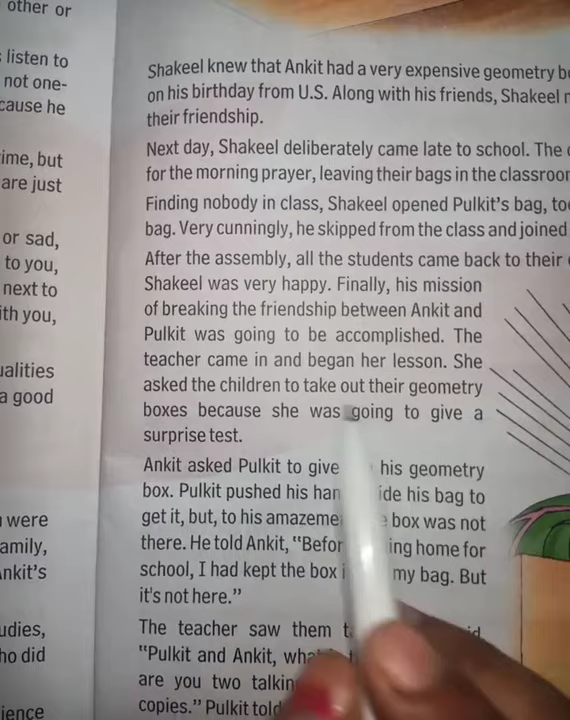 other or
listen to
not one-
cause he
ime, but
are just
or sad,
to you,
next to
ith you,
ualities
a good
were
amily,
nkit's
udies,
ho did
ience
Shakeel knew that Ankit had a very expensive geometry b
on his birthday from U.S. Along with his friends, Shakeel
their friendship.
Next day, Shakeel deliberately came late to school. The
for the morning prayer, leaving their bags in the classroo
Finding nobody in class, Shakeel opened Pulkit's bag, to
bag. Very cunningly, he skipped from the class and joined
After the assembly, all the students came back to their
Shakeel was very happy. Finally, his mission
of breaking the friendship between Ankit and
Pulkit was going to be accomplished. The
teacher came in and began her lesson. She
asked the children to take out their geometry
boxes because she was going to give a
surprise test.
Ankit asked Pulkit to give his geometry
box. Pulkit pushed his han ide his bag to
get it, but, to his amazeme box was not
there. He told Ankit, "Befor ing home for
school, I had kept the box i my bag. But
it's not here."
The teacher saw them t
"Pulkit and Ankit, wha
are you two talkin
copies." Pulkit told